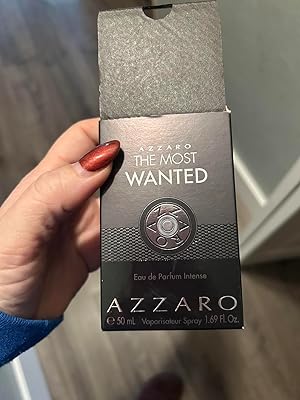 AZZARO
THE MOST
WANTED
Eau de Parfum Intense
AZZARO
℮ 50 mL Vaporisateur Spray 1.69 Fl. Oz.